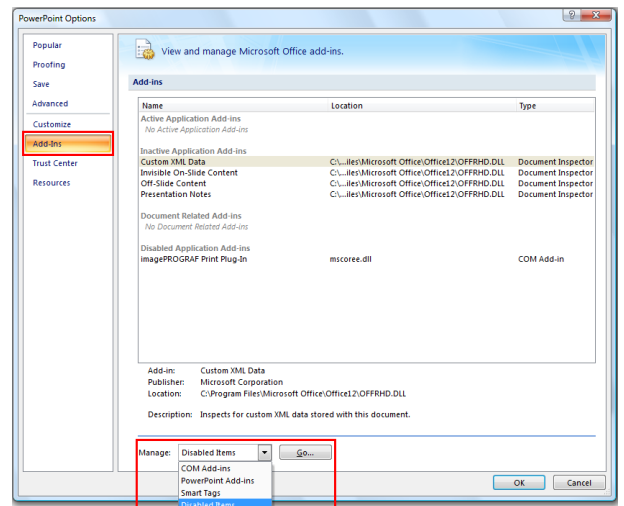 PowerPoint Options
Popular
Proofing
Save
Advanced
Customize
Add-Ins
Trust Center
Resources
View and manage Microsoft Office add-ins.
Add-ins
Name Location Type
Active Application Add-ins
No Active Application Add-ins
Inactive Application Add-ins
Custom XML Data C:\...iles\Microsoft Office\Office12\OFFRHD.DLL Document Inspector
Invisible On-Slide Content C:\...iles\Microsoft Office\Office12\OFFRHD.DLL Document Inspector
Off-Slide Content C:\...iles\Microsoft Office\Office12\OFFRHD.DLL Document Inspector
Presentation Notes C:\...iles\Microsoft Office\Office12\OFFRHD.DLL Document Inspector
Document Related Add-ins
No Document Related Add-ins
Disabled Application Add-ins
imagePROGRAF Print Plug-In mscoree.dll COM Add-in
Add-in: Custom XML Data
Publisher: Microsoft Corporation
Location: C:\Program Files\Microsoft Office\Office12\OFFRHD.DLL
Description: Inspects for custom XML data stored with this document.
Manage: Disabled Items Go...
COM Add-ins
PowerPoint Add-ins
Smart Tags
Disabled Items
OK Cancel